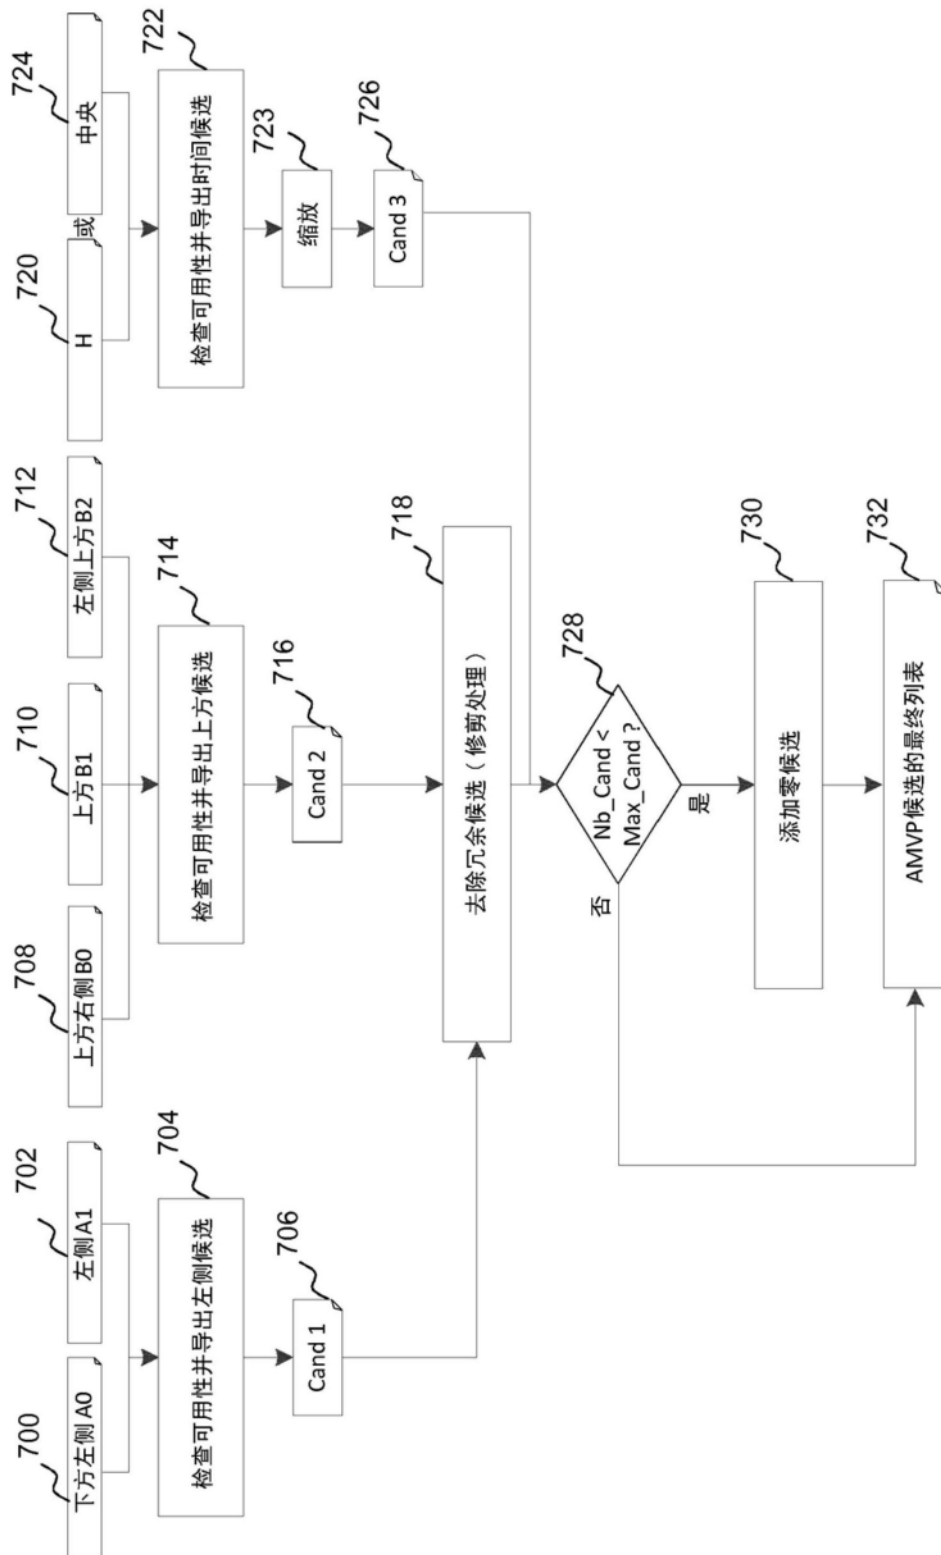 700
下方左侧A0
702
左侧A1
708
上方右侧B0
710
上方B1
712
左侧上方B2
720
H
或
724
中央
704
检查可用性并导出左侧候选
714
检查可用性并导出上方候选
722
检查可用性并导出时间候选
706
Cand 1
716
Cand 2
723
缩放
726
Cand 3
718
去除冗余候选（修剪处理）
728
Nb_Cand <
Max_Cand ?
否
是
730
添加零候选
732
AMVP候选的最终列表